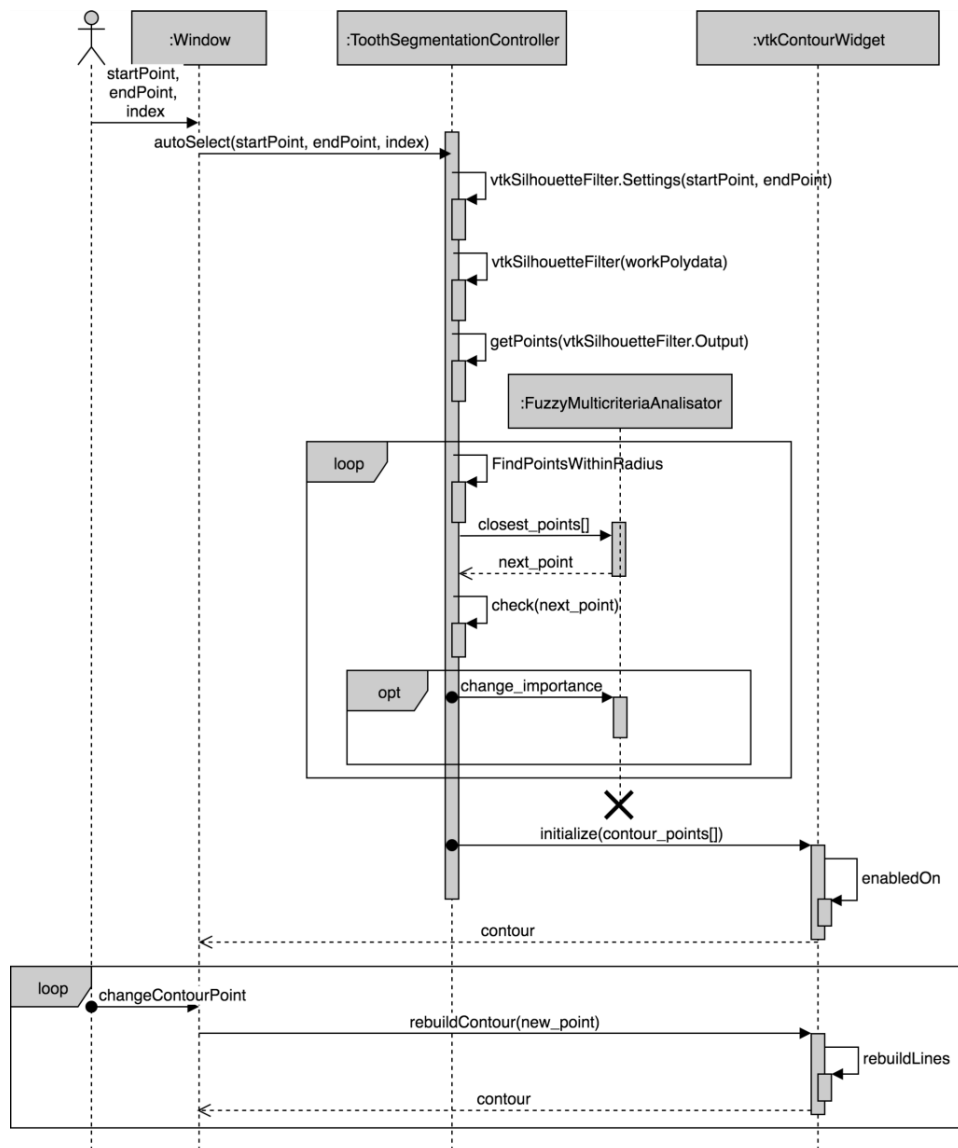 :Window
:ToothSegmentationController
:vtkContourWidget
startPoint,
endPoint,
index
autoSelect(startPoint, endPoint, index)
vtkSilhouetteFilter.Settings(startPoint, endPoint)
vtkSilhouetteFilter(workPolydata)
getPoints(vtkSilhouetteFilter.Output)
:FuzzyMulticriteriaAnalisator
loop
FindPointsWithinRadius
closest_points[]
next_point
check(next_point)
opt
change_importance
initialize(contour_points[])
enabledOn
contour
loop
changeContourPoint
rebuildContour(new_point)
rebuildLines
contour